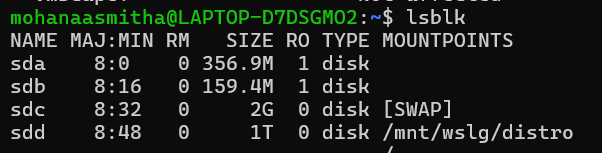 mohanaasmitha@LAPTOP-D7DSGMO2:~$ lsblk
NAME MAJ:MIN RM   SIZE RO TYPE MOUNTPOINTS
sda    8:0    0 356.9M  1 disk
sdb    8:16   0 159.4M  1 disk
sdc    8:32   0     2G  0 disk [SWAP]
sdd    8:48   0     1T  0 disk /mnt/wslg/distro